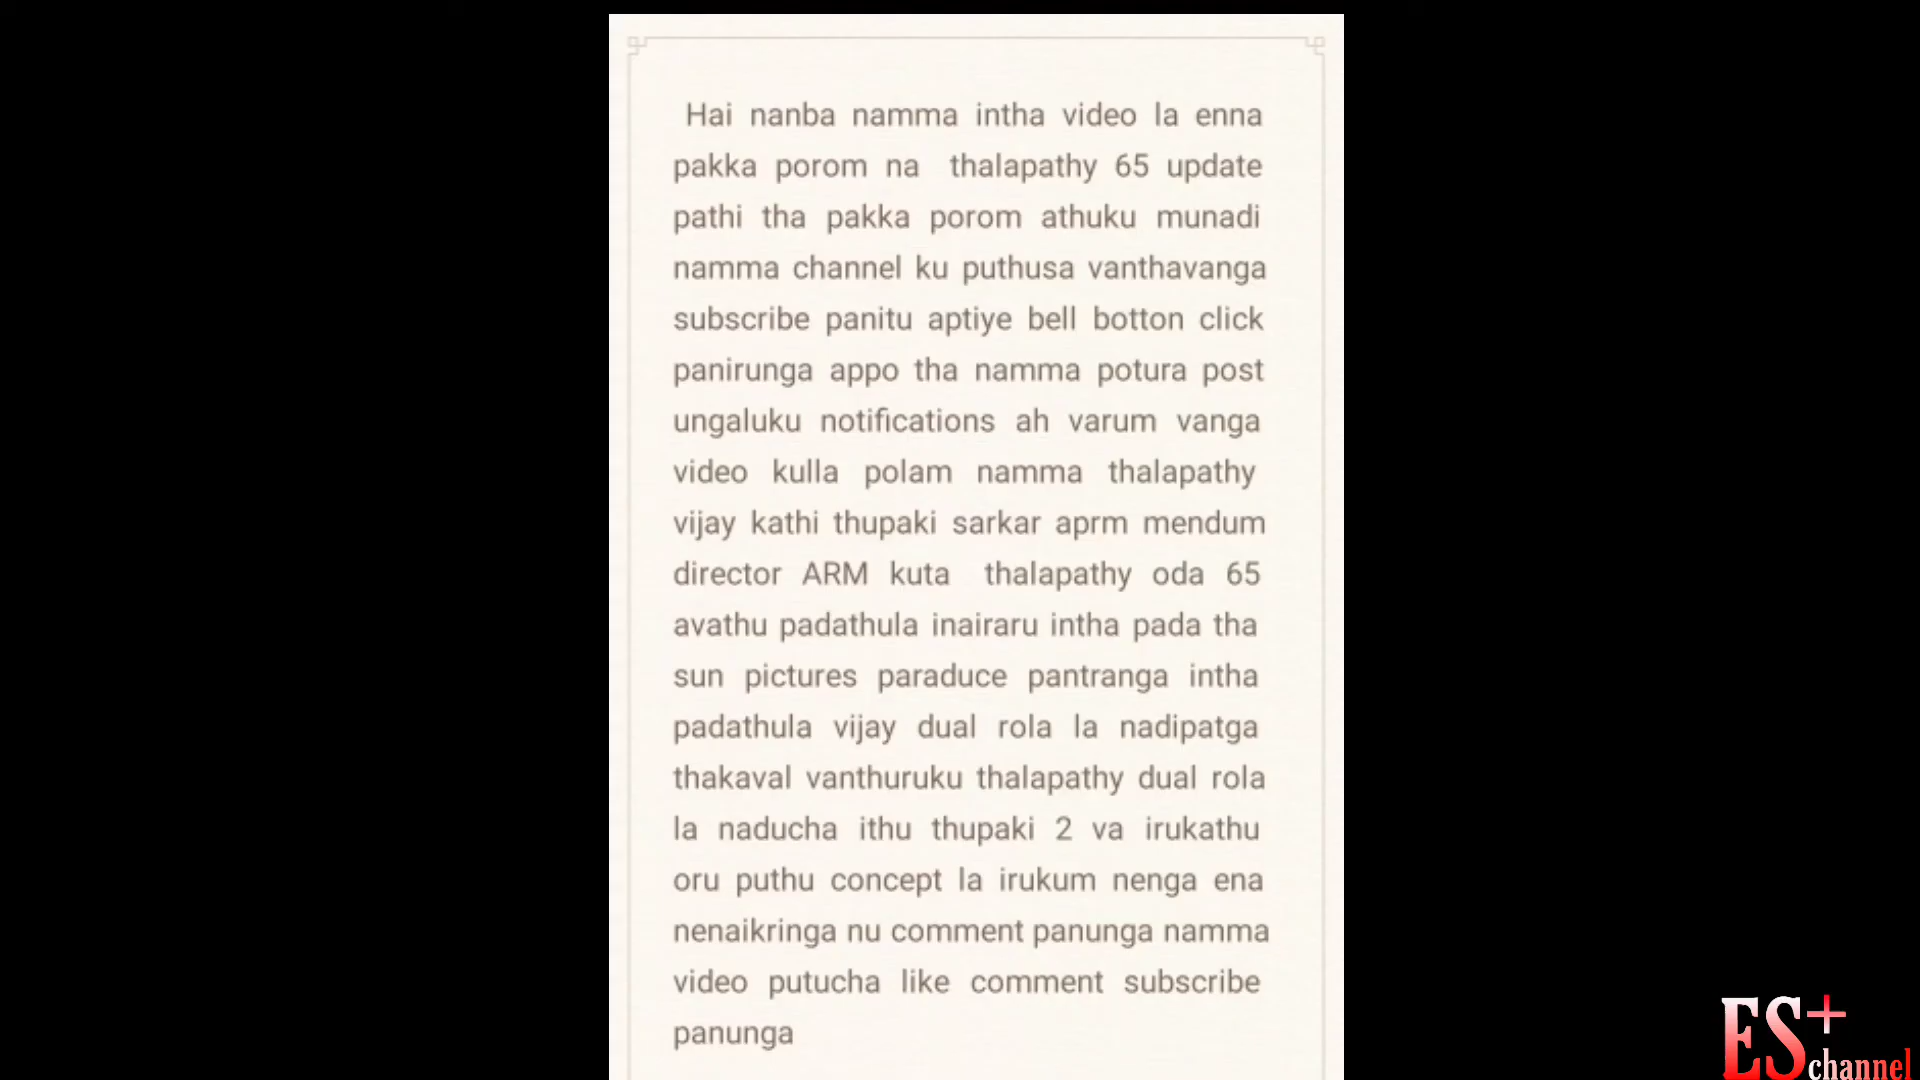 Hai nanba namma intha video la enna
pakka porom na thalapathy 65 update
pathi tha pakka porom athuku munadi
namma channel ku puthusa vanthavanga
subscribe panitu aptiye bell botton click
panirunga appo tha namma potura post
ungaluku notifications ah varum vanga
video kulla polam namma thalapathy
vijay kathi thupaki sarkar aprm mendum
director ARM kuta thalapathy oda 65
avathu padathula inairaru intha pada tha
sun pictures paraduce pantranga intha
padathula vijay dual rola la nadipatga
thakaval vanthuruku thalapathy dual rola
la naducha ithu thupaki 2 va irukathu
oru puthu concept la irukum nenga ena
nenaikringa nu comment panunga namma
video putucha like comment subscribe
panunga
ES+
channel